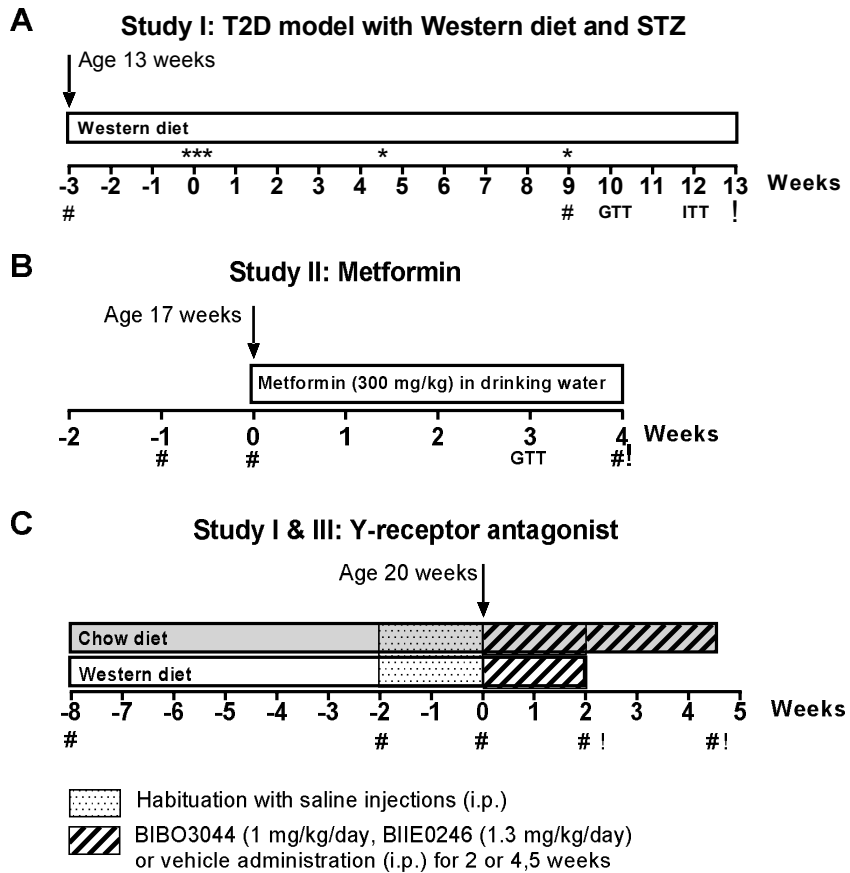 A
Study I: T2D model with Western diet and STZ
Age 13 weeks
Western diet
*** * *
-3 -2 -1 0 1 2 3 4 5 6 7 8 9 10 11 12 13 Weeks
# # GTT ITT !
B
Study II: Metformin
Age 17 weeks
Metformin (300 mg/kg) in drinking water
-2 -1 0 1 2 3 4 Weeks
# # GTT #!
C
Study I & III: Y-receptor antagonist
Age 20 weeks
Chow diet
Western diet
-8 -7 -6 -5 -4 -3 -2 -1 0 1 2 3 4 5 Weeks
# # # # ! # !
Habituation with saline injections (i.p.)
BIBO3044 (1 mg/kg/day, BIIE0246 (1.3 mg/kg/day)
or vehicle administration (i.p.) for 2 or 4,5 weeks